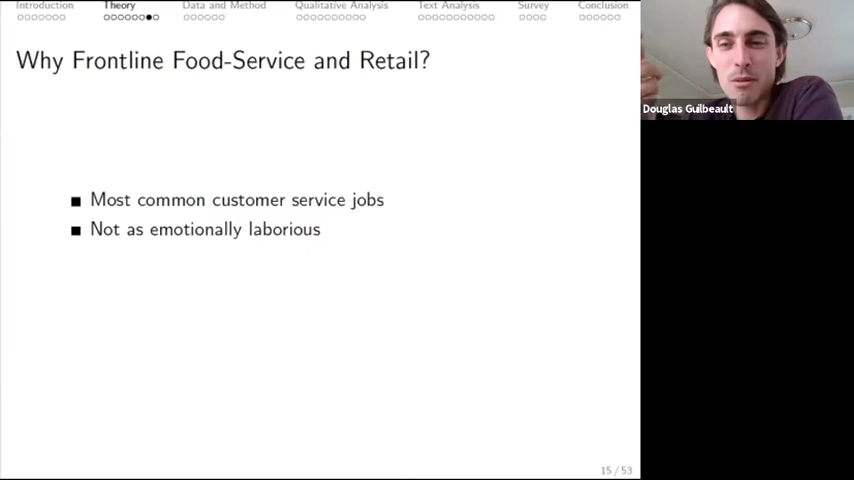 Introduction Theory Data and Method Qualitative Analysis Text Analysis Survey Conclusion
Why Frontline Food-Service and Retail?
Most common customer service jobs
Not as emotionally laborious
15 / 53
Douglas Guilbeault